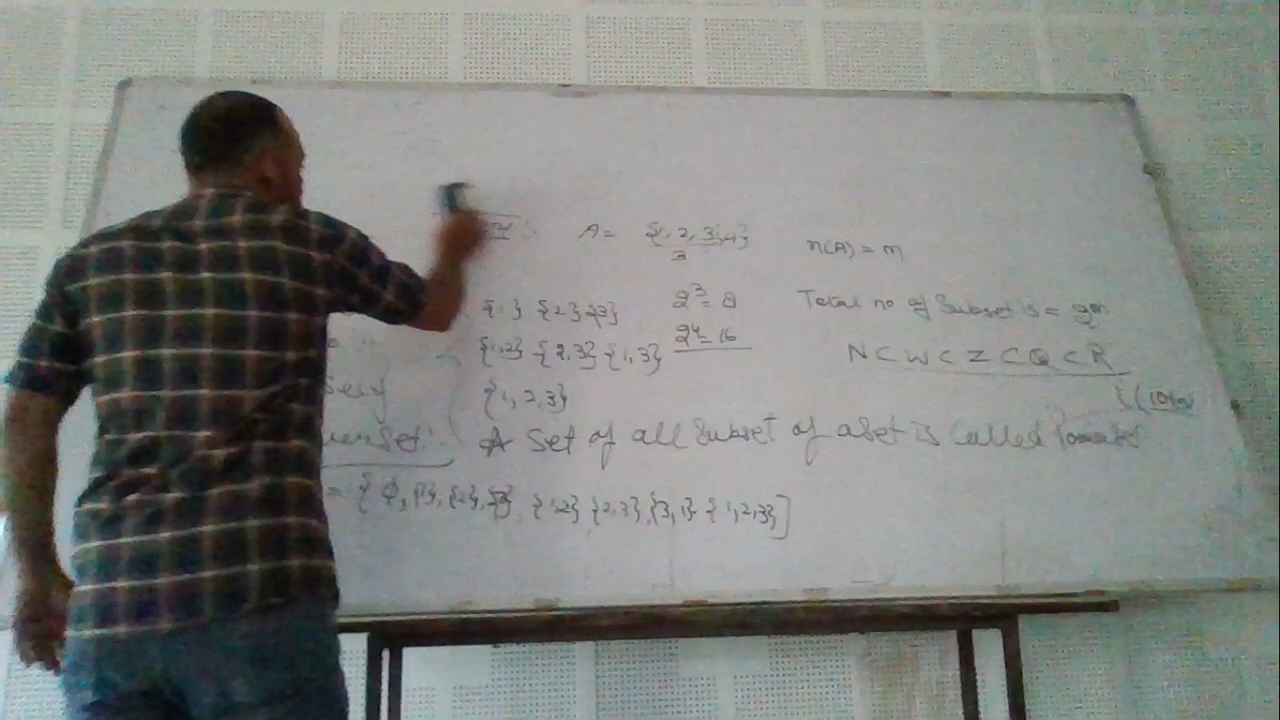 A = {1, 2, 3, 4} n(A) = m
3
{1} {2} {3} 2³ = 8 Total no of Subset is = 2ᵐ
{1,2} {2,3} {1,3} 2⁴ = 16 N ⊂ W ⊂ Z ⊂ Q ⊂ R
{1, 2, 3}
Set: A Set of all Subset of a Set is Called
= { φ, {1}, {2}, {3}, {1,2} {2,3}, {3,1} {1,2,3}]